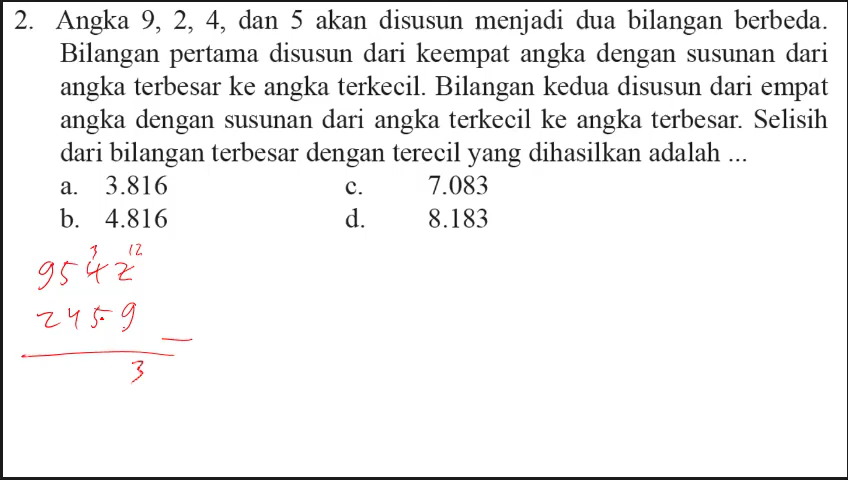 2. Angka 9, 2, 4, dan 5 akan disusun menjadi dua bilangan berbeda.
Bilangan pertama disusun dari keempat angka dengan susunan dari
angka terbesar ke angka terkecil. Bilangan kedua disusun dari empat
angka dengan susunan dari angka terkecil ke angka terbesar. Selisih
dari bilangan terbesar dengan terecil yang dihasilkan adalah ...
a. 3.816 c. 7.083
b. 4.816 d. 8.183
3 12
9542
2459
3